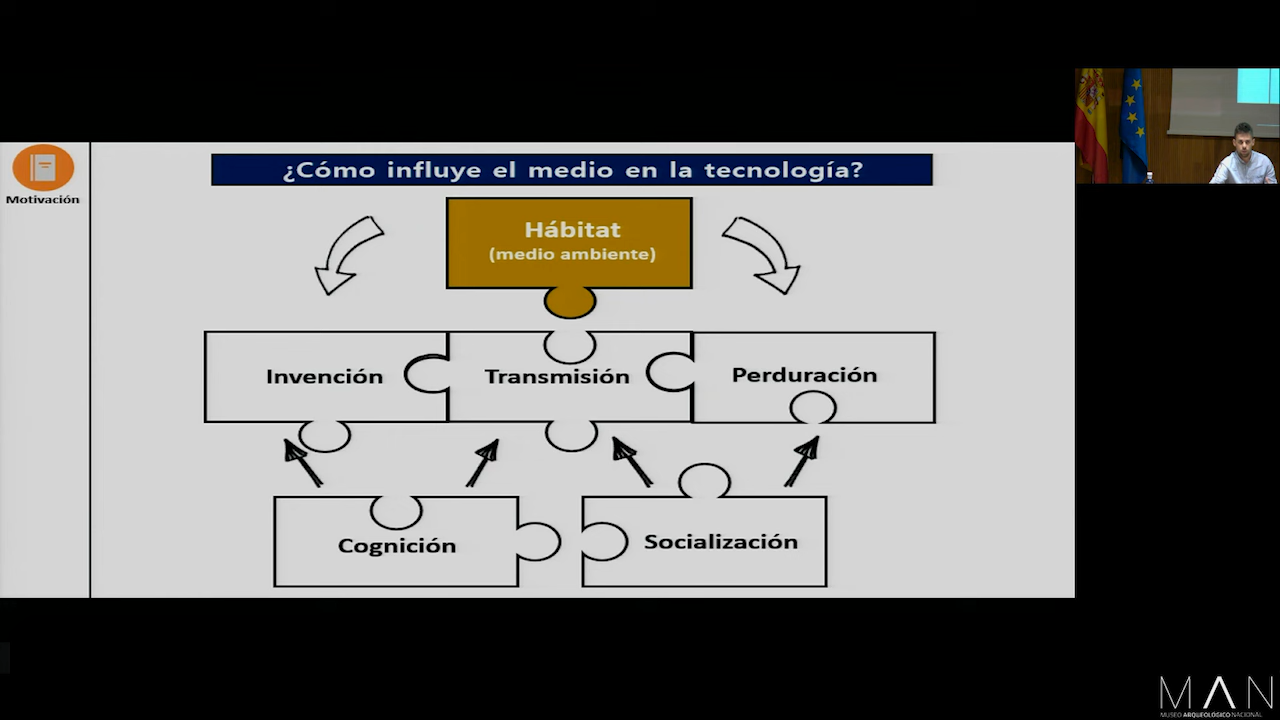 Motivación
¿Cómo influye el medio en la tecnología?
Hábitat
(medio ambiente)
Invención
Transmisión
Perduración
Cognición
Socialización
MAN
MUSEO ARQUEOLÓGICO NACIONAL